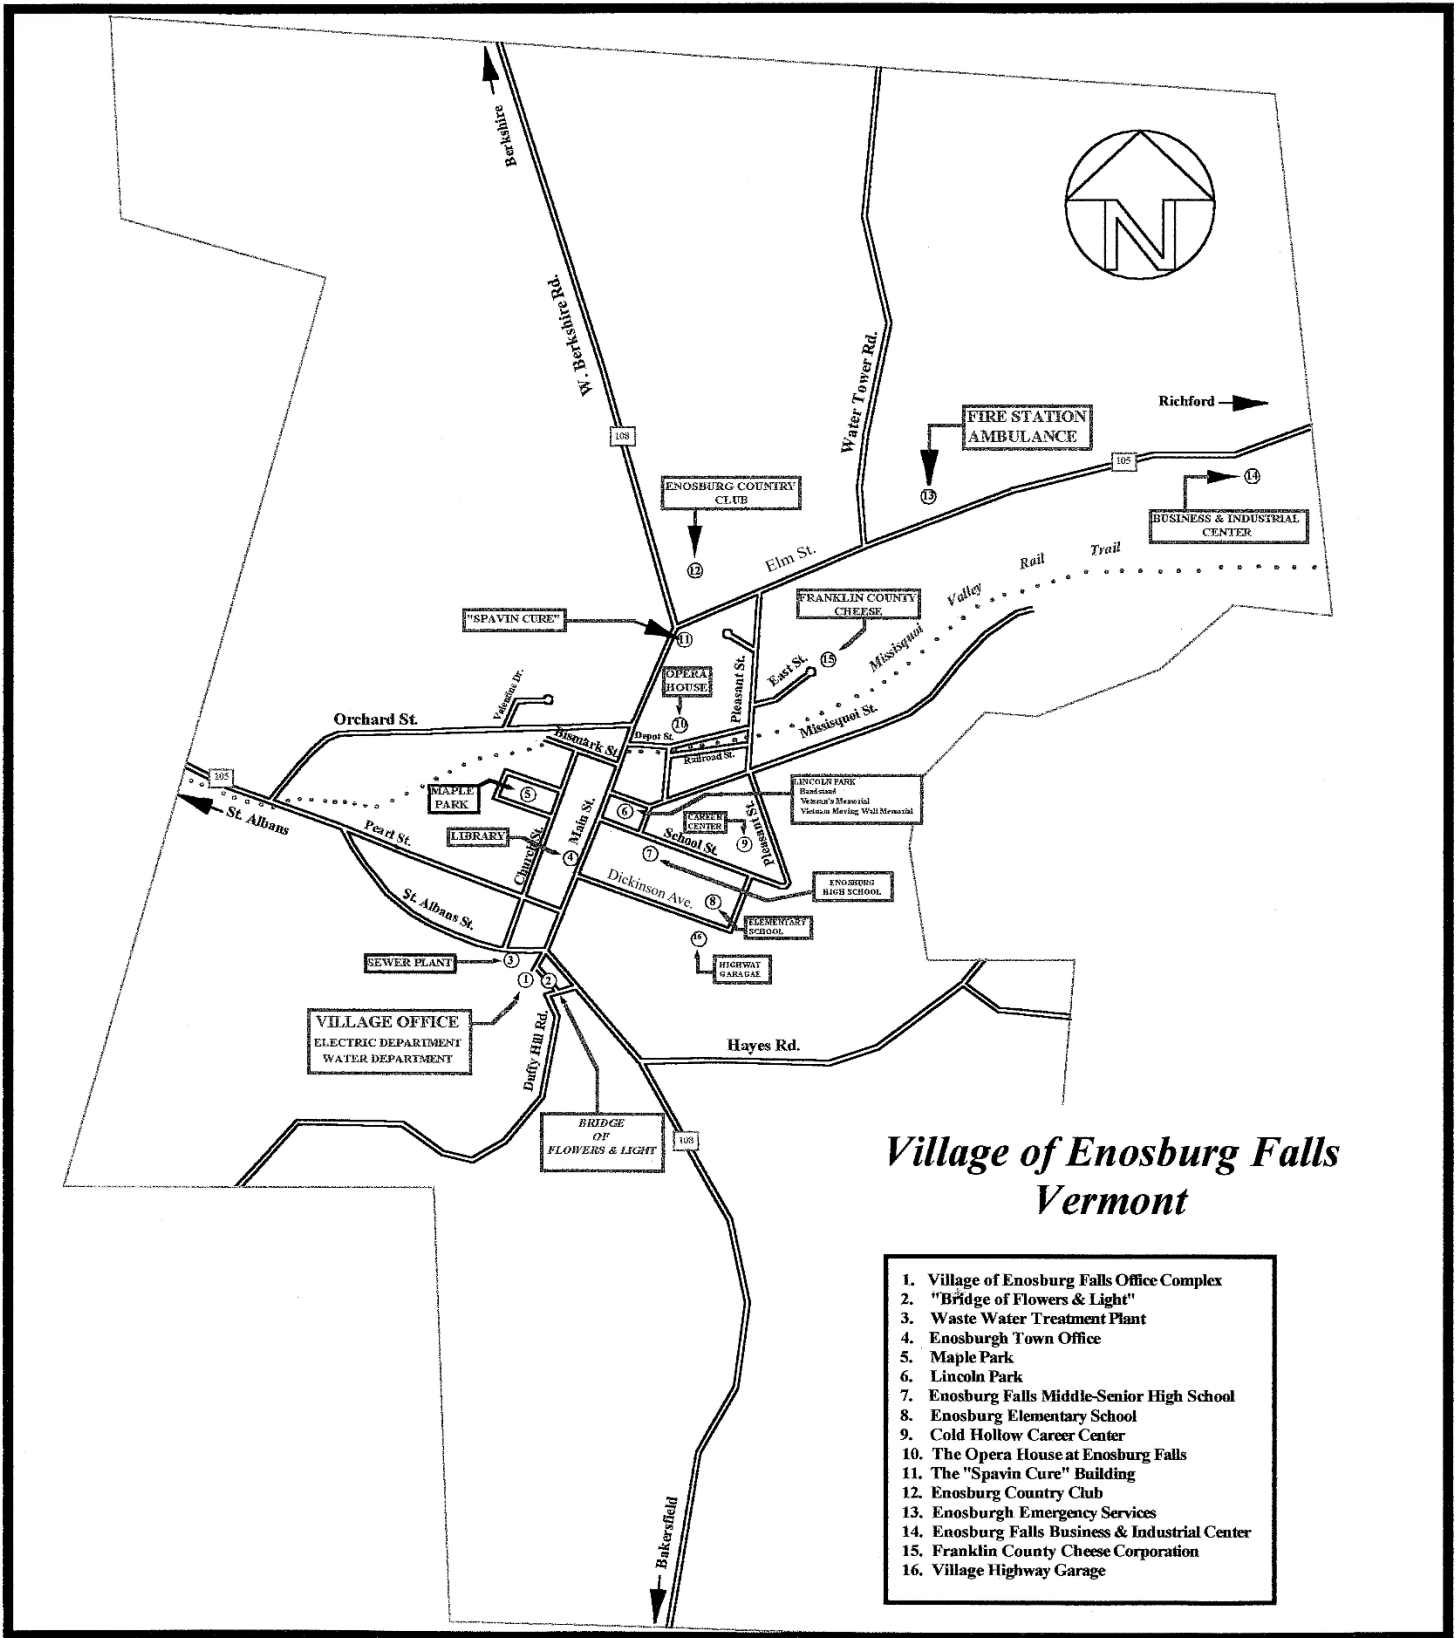 Berkshire
N
W. Berkshire Rd.
Water Tower Rd.
Richford
FIRE STATION
AMBULANCE
108
105
14
ENOSBURG COUNTRY
CLUB
13
BUSINESS & INDUSTRIAL
CENTER
Elm St.
12
Missisquoi Valley Rail Trail
FRANKLIN COUNTY
CHEESE
"SPAVIN CURE"
11
15
East St.
OPERA
HOUSE
Pleasant St.
Valentine Dr.
10
Orchard St.
Missisquoi St.
Bismark St.
Depot St.
Railroad St.
105
MAPLE
PARK
5
6
LINCOLN PARK
Bandstand
Veteran's Memorial
Vietnam Moving Wall Memorial
St. Albans
Main St.
CAREER
CENTER
Pleasant St.
Pearl St.
LIBRARY
School St.
9
Church St.
4
7
Dickinson Ave.
ENOSBURG
HIGH SCHOOL
St. Albans St.
8
ELEMENTARY
SCHOOL
16
SEWER PLANT
3
HIGHWAY
GARAGAE
1
2
VILLAGE OFFICE
ELECTRIC DEPARTMENT
WATER DEPARTMENT
Duffy Hill Rd.
Hayes Rd.
BRIDGE
OF
FLOWERS & LIGHT
108
Village of Enosburg Falls
Vermont
1. Village of Enosburg Falls Office Complex
2. "Bridge of Flowers & Light"
3. Waste Water Treatment Plant
4. Enosburgh Town Office
5. Maple Park
6. Lincoln Park
7. Enosburg Falls Middle-Senior High School
8. Enosburg Elementary School
9. Cold Hollow Career Center
10. The Opera House at Enosburg Falls
11. The "Spavin Cure" Building
12. Enosburg Country Club
13. Enosburgh Emergency Services
14. Enosburg Falls Business & Industrial Center
15. Franklin County Cheese Corporation
16. Village Highway Garage
Bakersfield